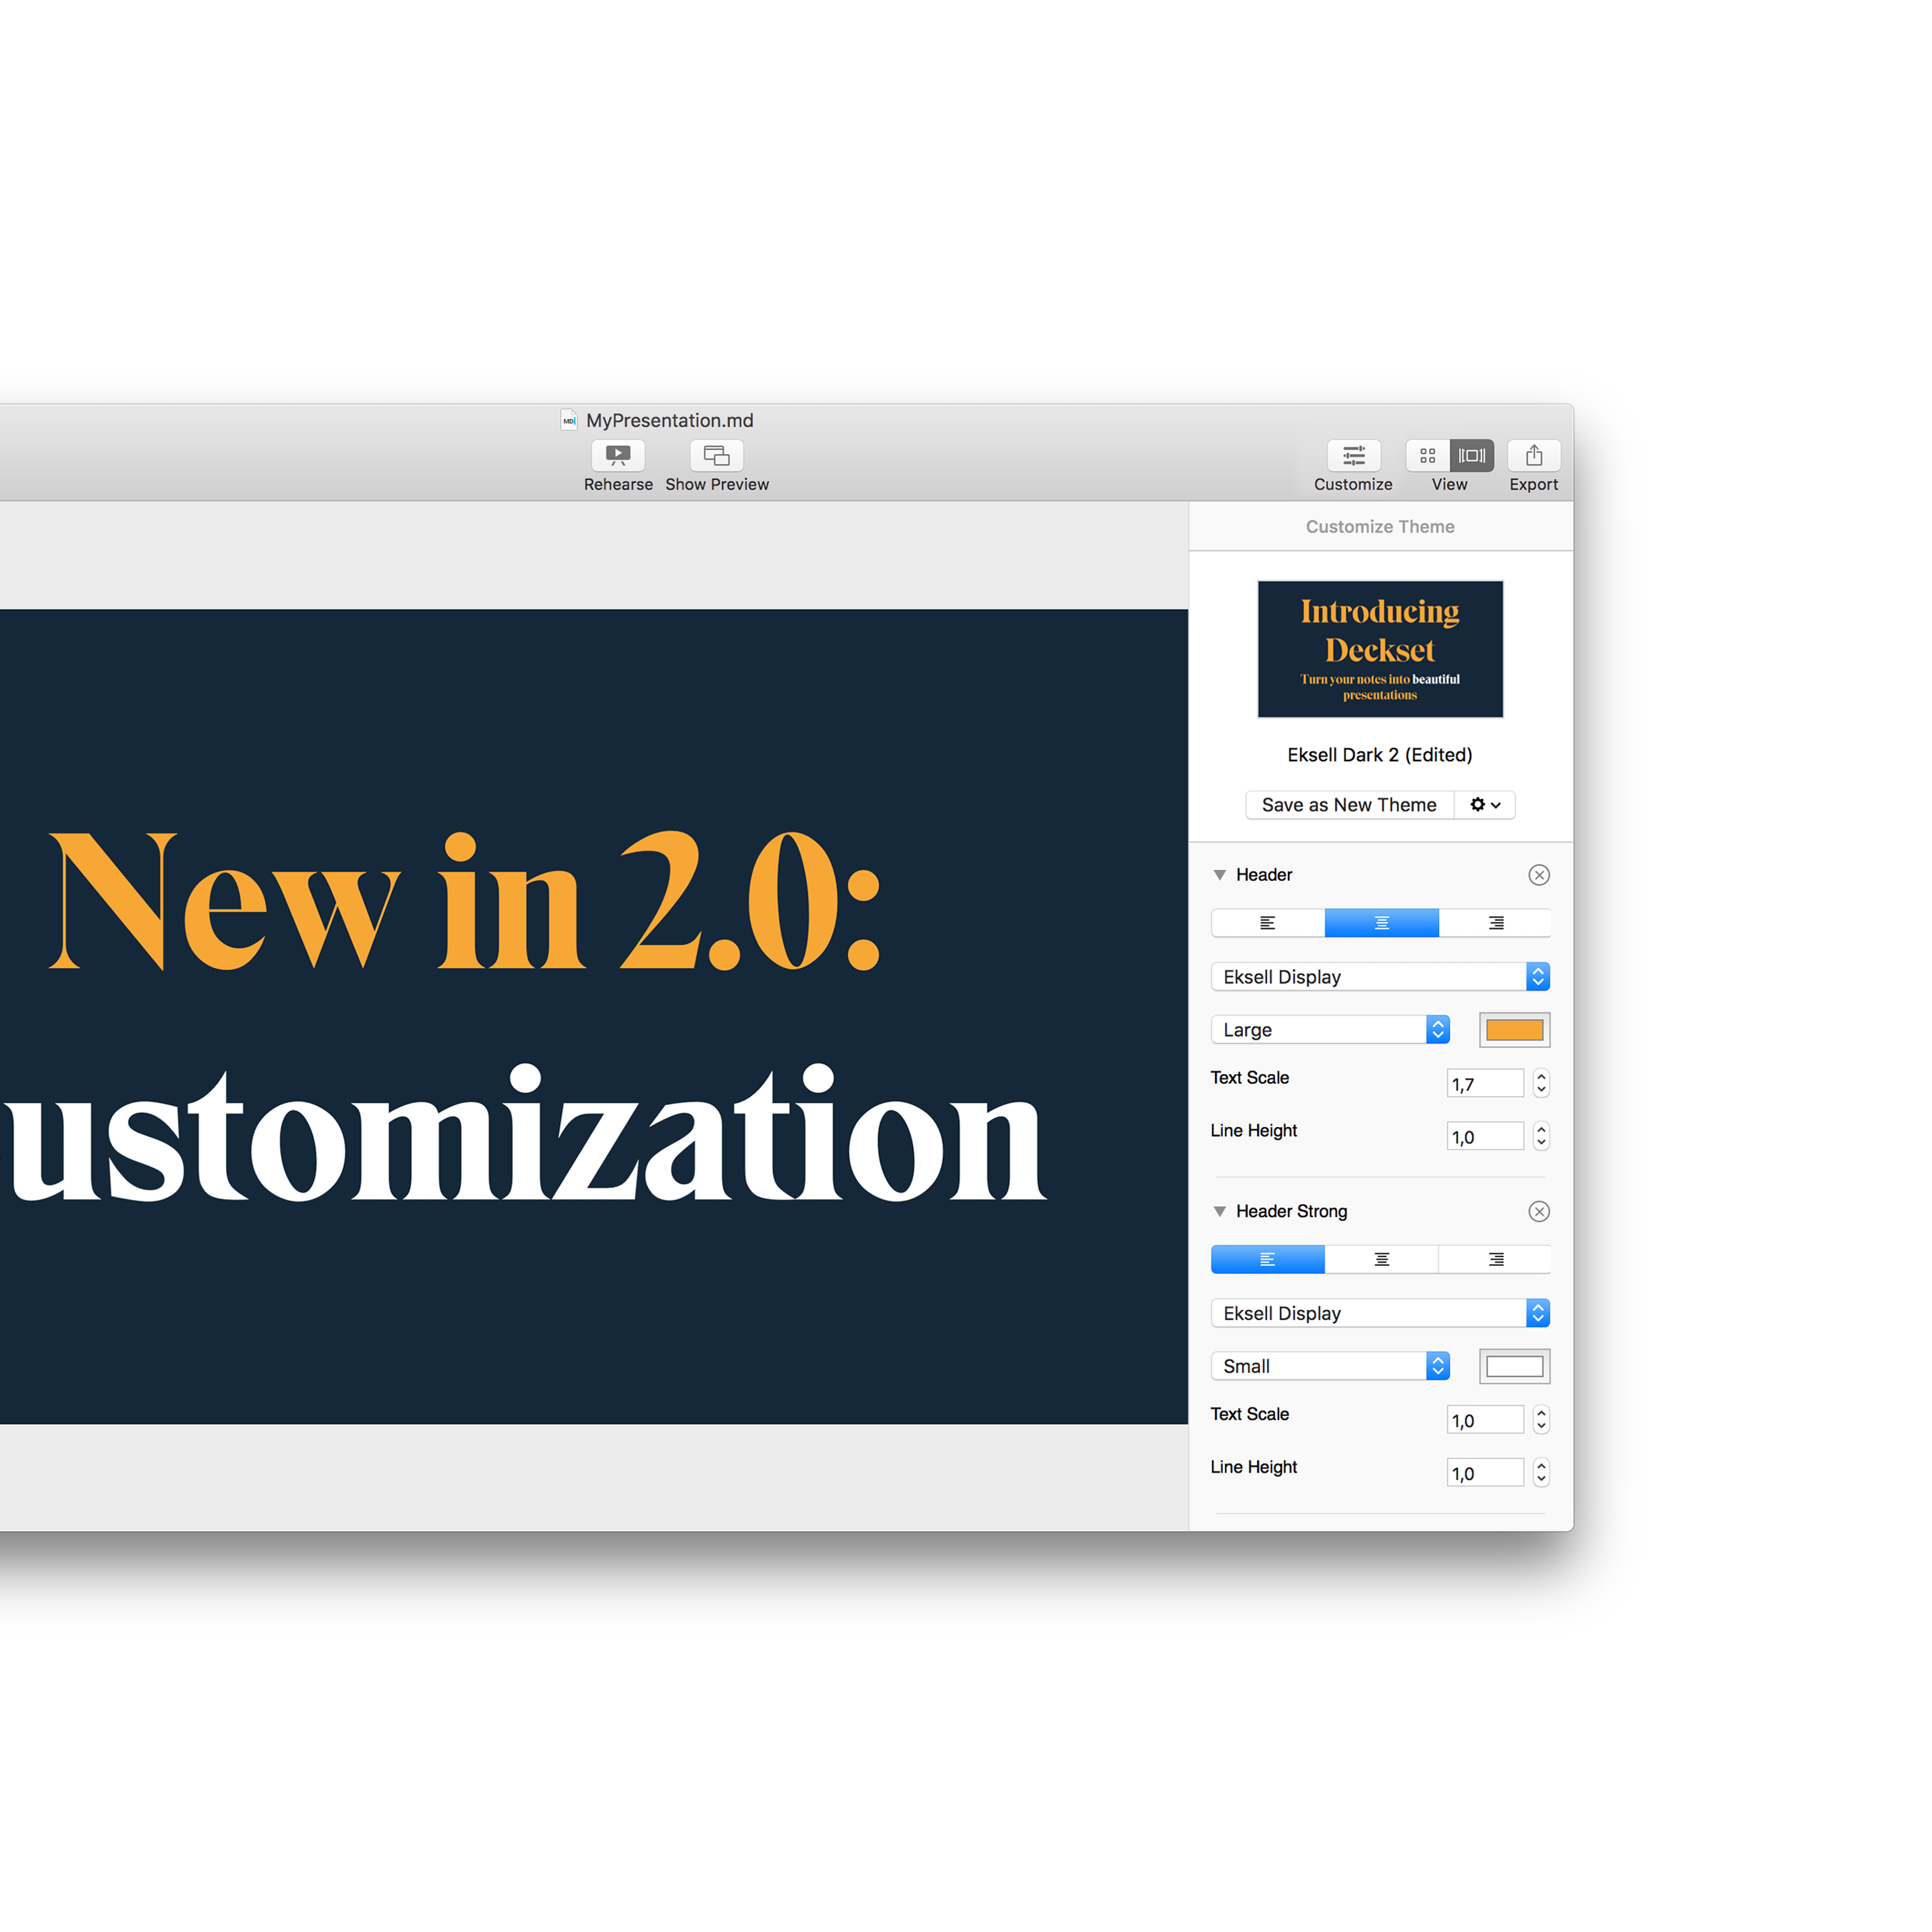 MyPresentation.md
Rehearse
Show Preview
Customize
View
Export
New in 2.0:
ustomization
Customize Theme
Introducing
Deckset
Turn your notes into beautiful
presentations
Eksell Dark 2 (Edited)
Save as New Theme
Header
Eksell Display
Large
Text Scale
1,7
Line Height
1,0
Header Strong
Eksell Display
Small
Text Scale
1,0
Line Height
1,0